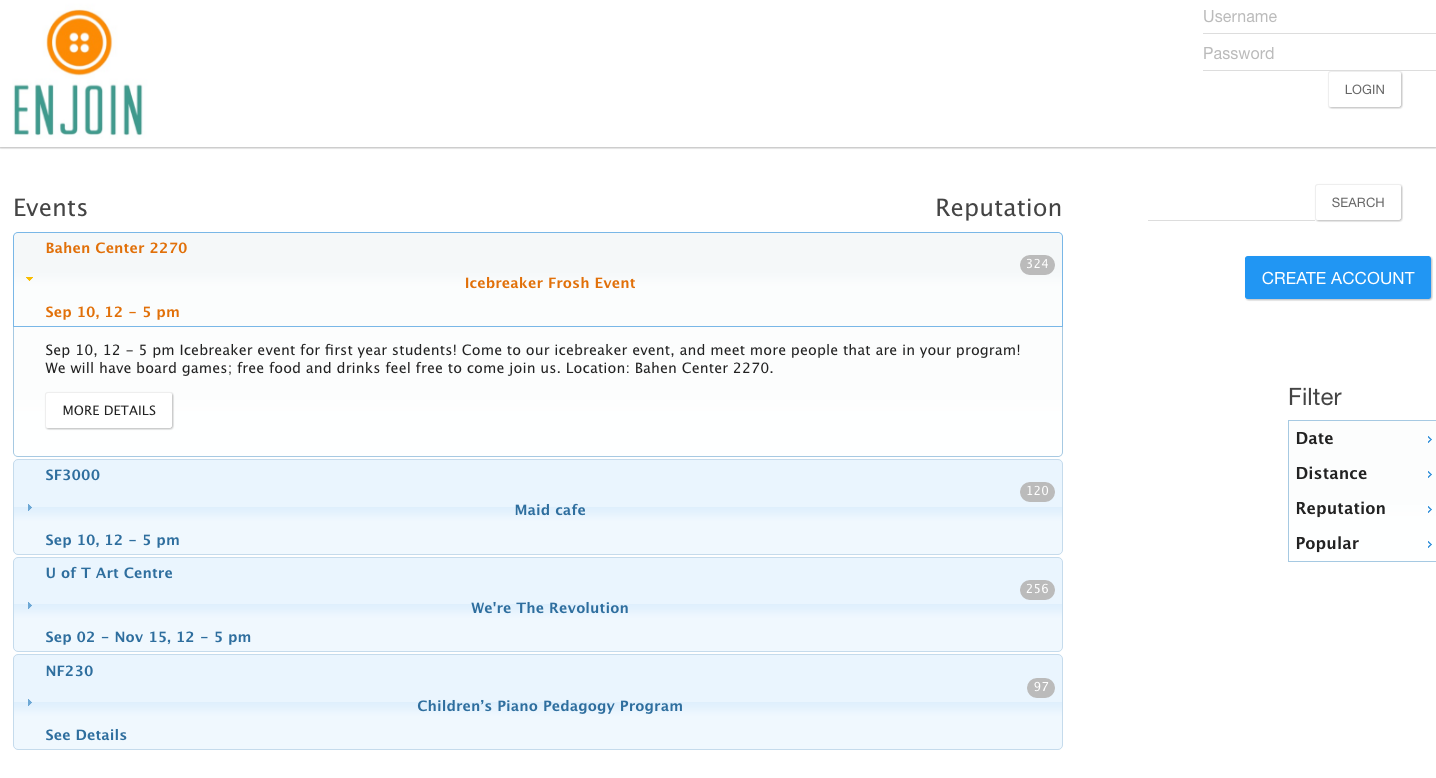 ENJOIN
Username
Password
LOGIN
Events
Reputation
SEARCH
Bahen Center 2270
324
Icebreaker Frosh Event
Sep 10, 12 – 5 pm
Sep 10, 12 – 5 pm Icebreaker event for first year students! Come to our icebreaker event, and meet more people that are in your program!
We will have board games; free food and drinks feel free to come join us. Location: Bahen Center 2270.
MORE DETAILS
SF3000
120
Maid cafe
Sep 10, 12 – 5 pm
U of T Art Centre
256
We're The Revolution
Sep 02 – Nov 15, 12 – 5 pm
NF230
97
Children’s Piano Pedagogy Program
See Details
CREATE ACCOUNT
Filter
Date
Distance
Reputation
Popular